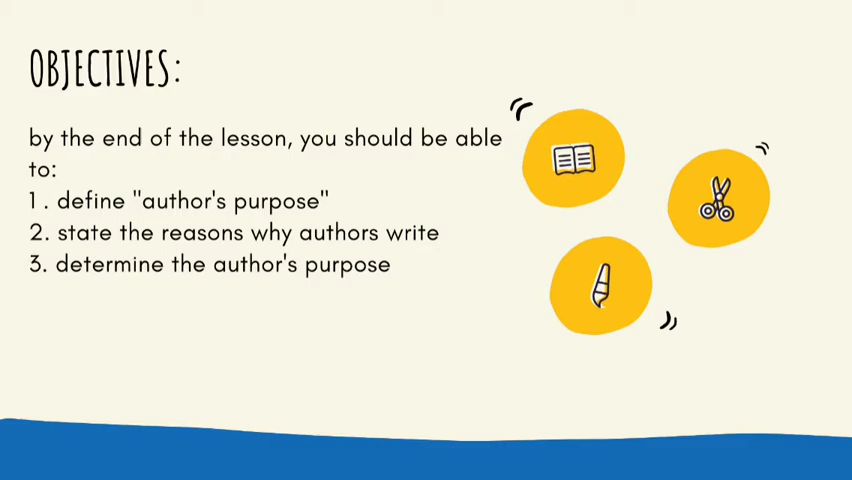 OBJECTIVES:
by the end of the lesson, you should be able
to:
1. define "author's purpose"
2. state the reasons why authors write
3. determine the author's purpose